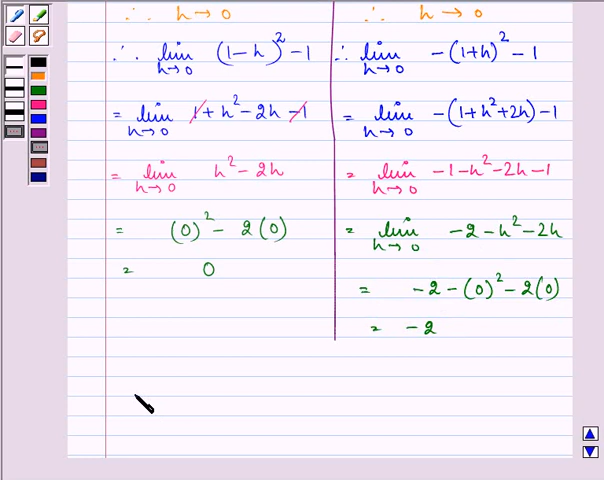 ∴ h→0
∴ lim h→0 (1-h)² -1
= lim h→0 1+h²-2h-1
= lim h→0 h²-2h
= (0)² - 2(0)
= 0
∴ h→0
∴ lim h→0 -(1+h)² -1
= lim h→0 -(1+h²+2h)-1
= lim h→0 -1-h²-2h-1
= lim h→0 -2-h²-2h
= -2-(0)²-2(0)
= -2